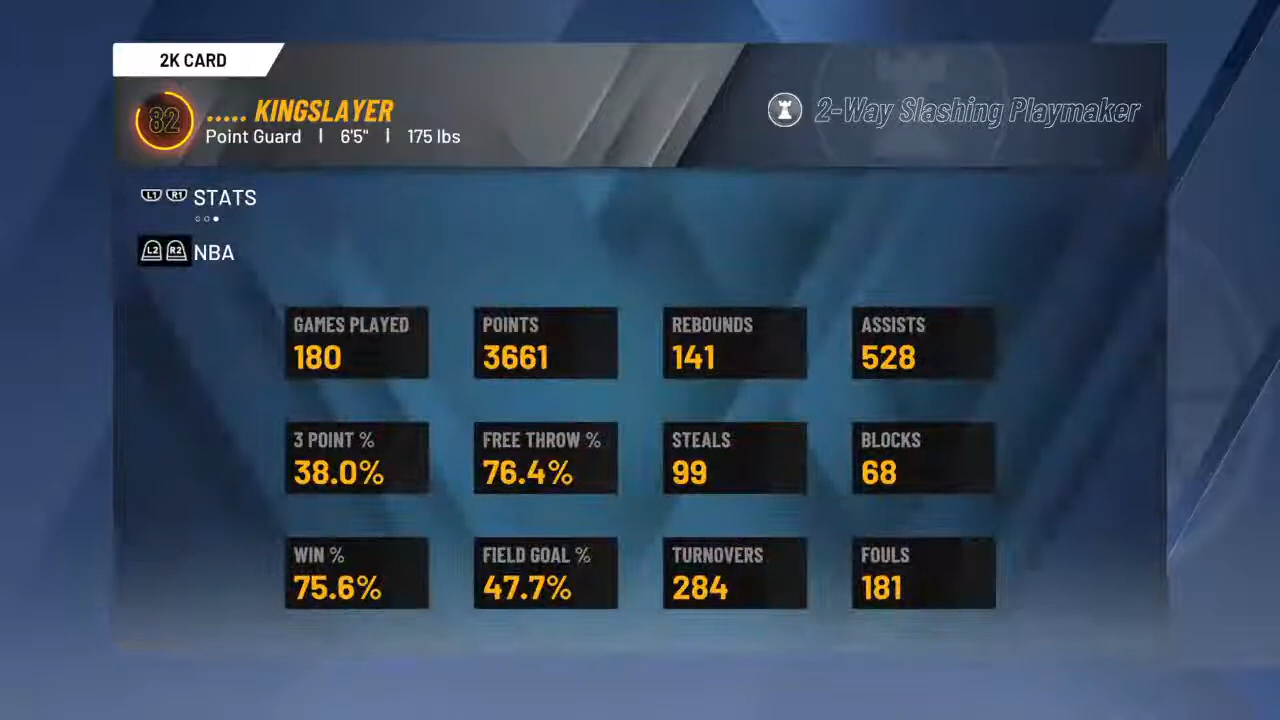 2K CARD
82
..... KINGSLAYER
Point Guard | 6'5" | 175 lbs
2-Way Slashing Playmaker
L1 R1 STATS
L2 R2 NBA
GAMES PLAYED
180
POINTS
3661
REBOUNDS
141
ASSISTS
528
3 POINT %
38.0%
FREE THROW %
76.4%
STEALS
99
BLOCKS
68
WIN %
75.6%
FIELD GOAL %
47.7%
TURNOVERS
284
FOULS
181